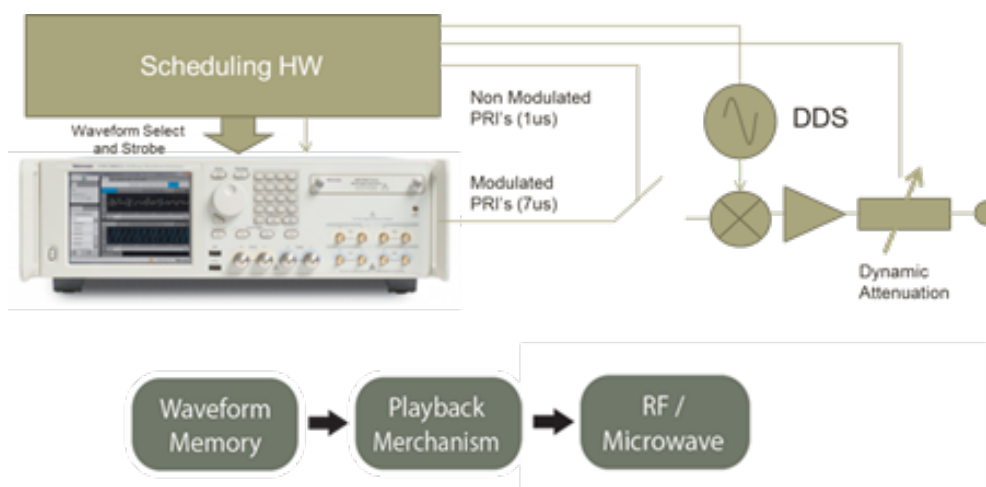 Scheduling HW
Waveform Select
and Strobe
Non Modulated
PRI's (1us)
Modulated
PRI's (7us)
DDS
Dynamic
Attenuation
Waveform
Memory
Playback
Merchanism
RF /
Microwave